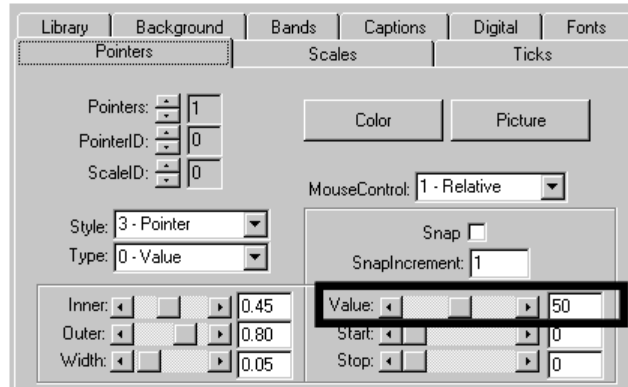 Library Background Bands Captions Digital Fonts
Pointers Scales Ticks
Pointers: 1
PointerID: 0
ScaleID: 0
Color Picture
MouseControl: 1 - Relative
Style: 3 - Pointer
Type: 0 - Value
Snap
SnapIncrement: 1
Inner: 0.45
Outer: 0.80
Width: 0.05
Value: 50
Start: 0
Stop: 0